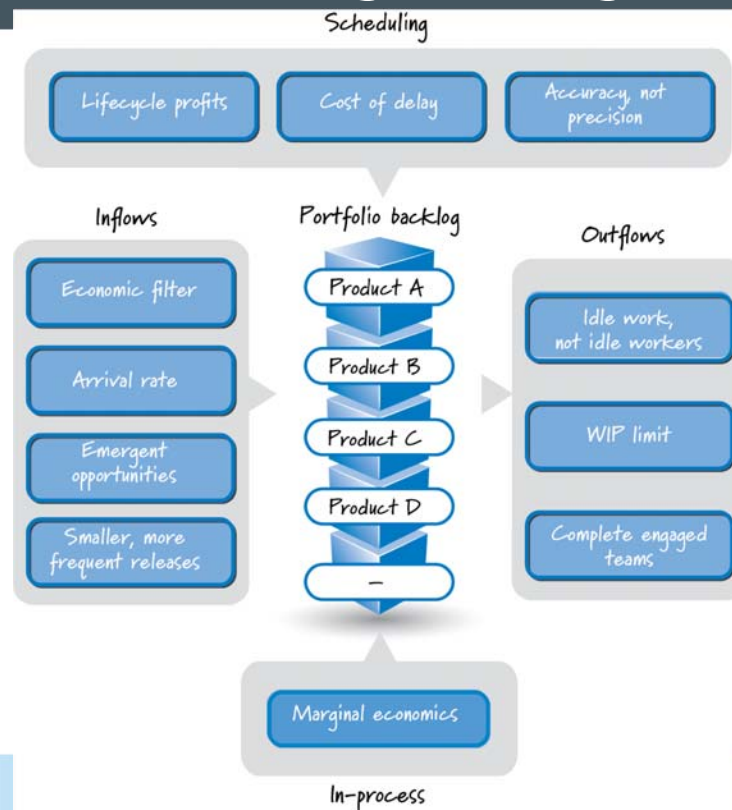 Scheduling
Lifecycle profits
Cost of delay
Accuracy, not
precision
Inflows
Economic filter
Arrival rate
Emergent
opportunities
Smaller, more
frequent releases
Portfolio backlog
Product A
Product B
Product C
Product D
–
Outflows
Idle work,
not idle workers
WIP limit
Complete engaged
teams
Marginal economics
In-process